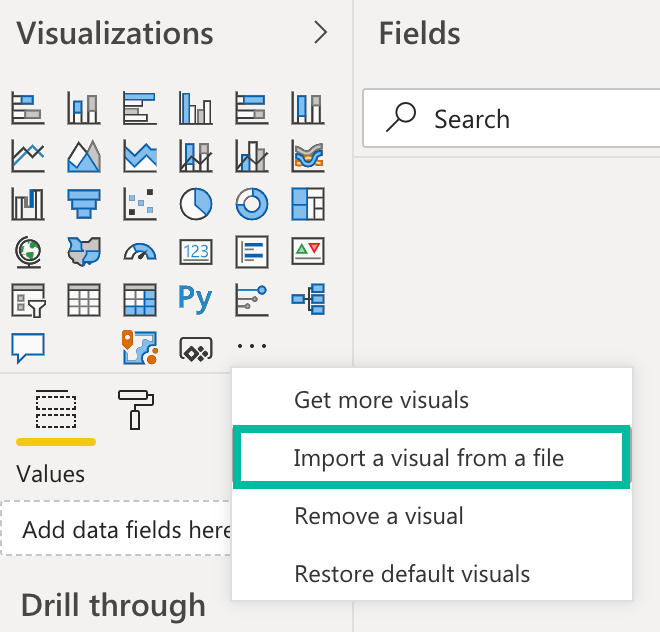 Visualizations
Fields
Search
123
Py
Get more visuals
Import a visual from a file
Remove a visual
Restore default visuals
Values
Add data fields here
Drill through